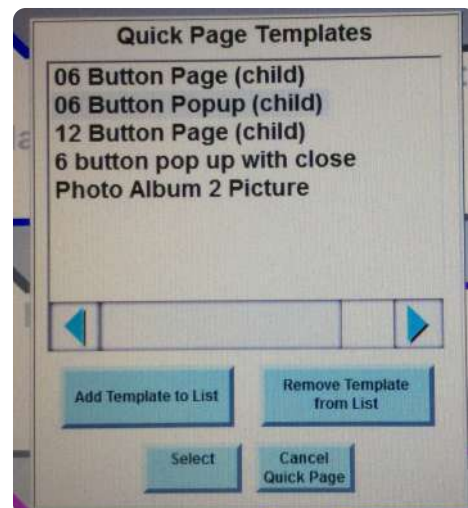 Quick Page Templates
06 Button Page (child)
06 Button Popup (child)
12 Button Page (child)
6 button pop up with close
Photo Album 2 Picture
Add Template to List
Remove Template
from List
Select
Cancel
Quick Page